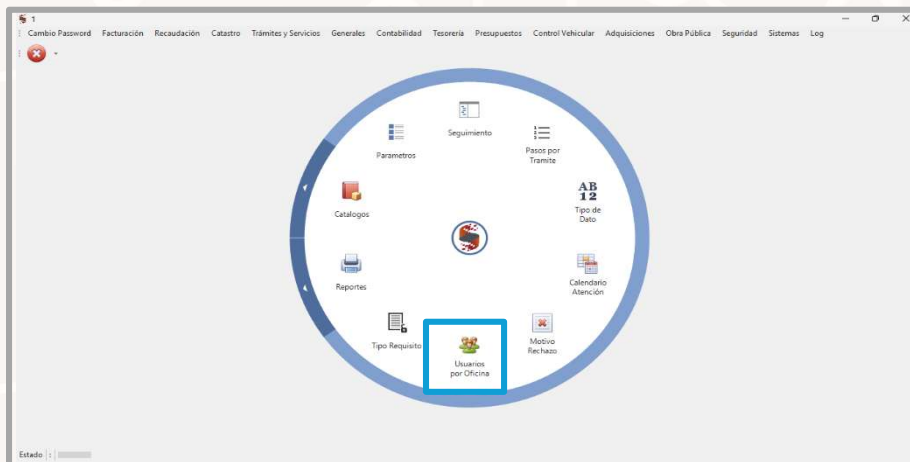 1
Cambio Password Facturación Recaudación Catastro Trámites y Servicios Generales Contabilidad Tesorería Presupuestos Control Vehicular Adquisiciones Obra Pública Seguridad Sistemas Log
Seguimiento
Parametros
Pasos por
Tramite
AB
12
Tipo de
Dato
Catalogos
Calendario
Atención
Reportes
Motivo
Rechazo
Tipo Requisito
Usuarios
por Oficina
Estado :